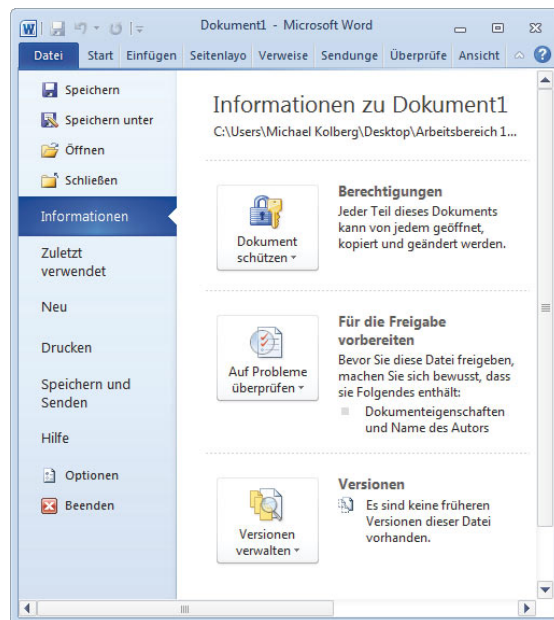 Dokument1 - Microsoft Word
Datei Start Einfügen Seitenlayo Verweise Sendunge Überprüfe Ansicht
Speichern
Speichern unter
Öffnen
Schließen
Informationen
Zuletzt
verwendet
Neu
Drucken
Speichern und
Senden
Hilfe
Optionen
Beenden
Informationen zu Dokument1
C:\Users\Michael Kolberg\Desktop\Arbeitsbereich 1...
Dokument
schützen
Berechtigungen
Jeder Teil dieses Dokuments
kann von jedem geöffnet,
kopiert und geändert werden.
Auf Probleme
überprüfen
Für die Freigabe
vorbereiten
Bevor Sie diese Datei freigeben,
machen Sie sich bewusst, dass
sie Folgendes enthält:
Dokumenteigenschaften
und Name des Autors
Versionen
verwalten
Versionen
Es sind keine früheren
Versionen dieser Datei
vorhanden.